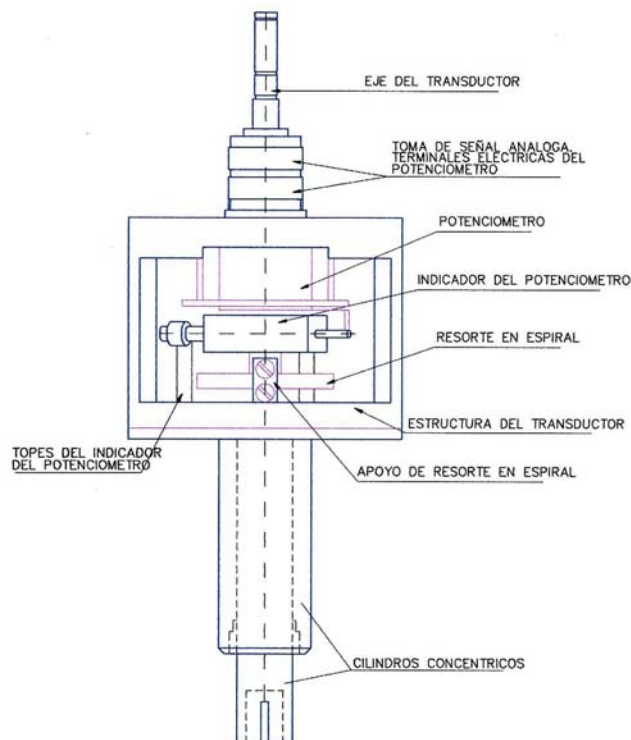 EJE DEL TRANSDUCTOR
TOMA DE SEÑAL ANALOGA.
TERMINALES ELECTRICAS DEL
POTENCIOMETRO
POTENCIOMETRO
INDICADOR DEL POTENCIOMETRO
RESORTE EN ESPIRAL
ESTRUCTURA DEL TRANSDUCTOR
TOPES DEL INDICADOR
DEL POTENCIOMETRO
APOYO DE RESORTE EN ESPIRAL
CILINDROS CONCENTRICOS